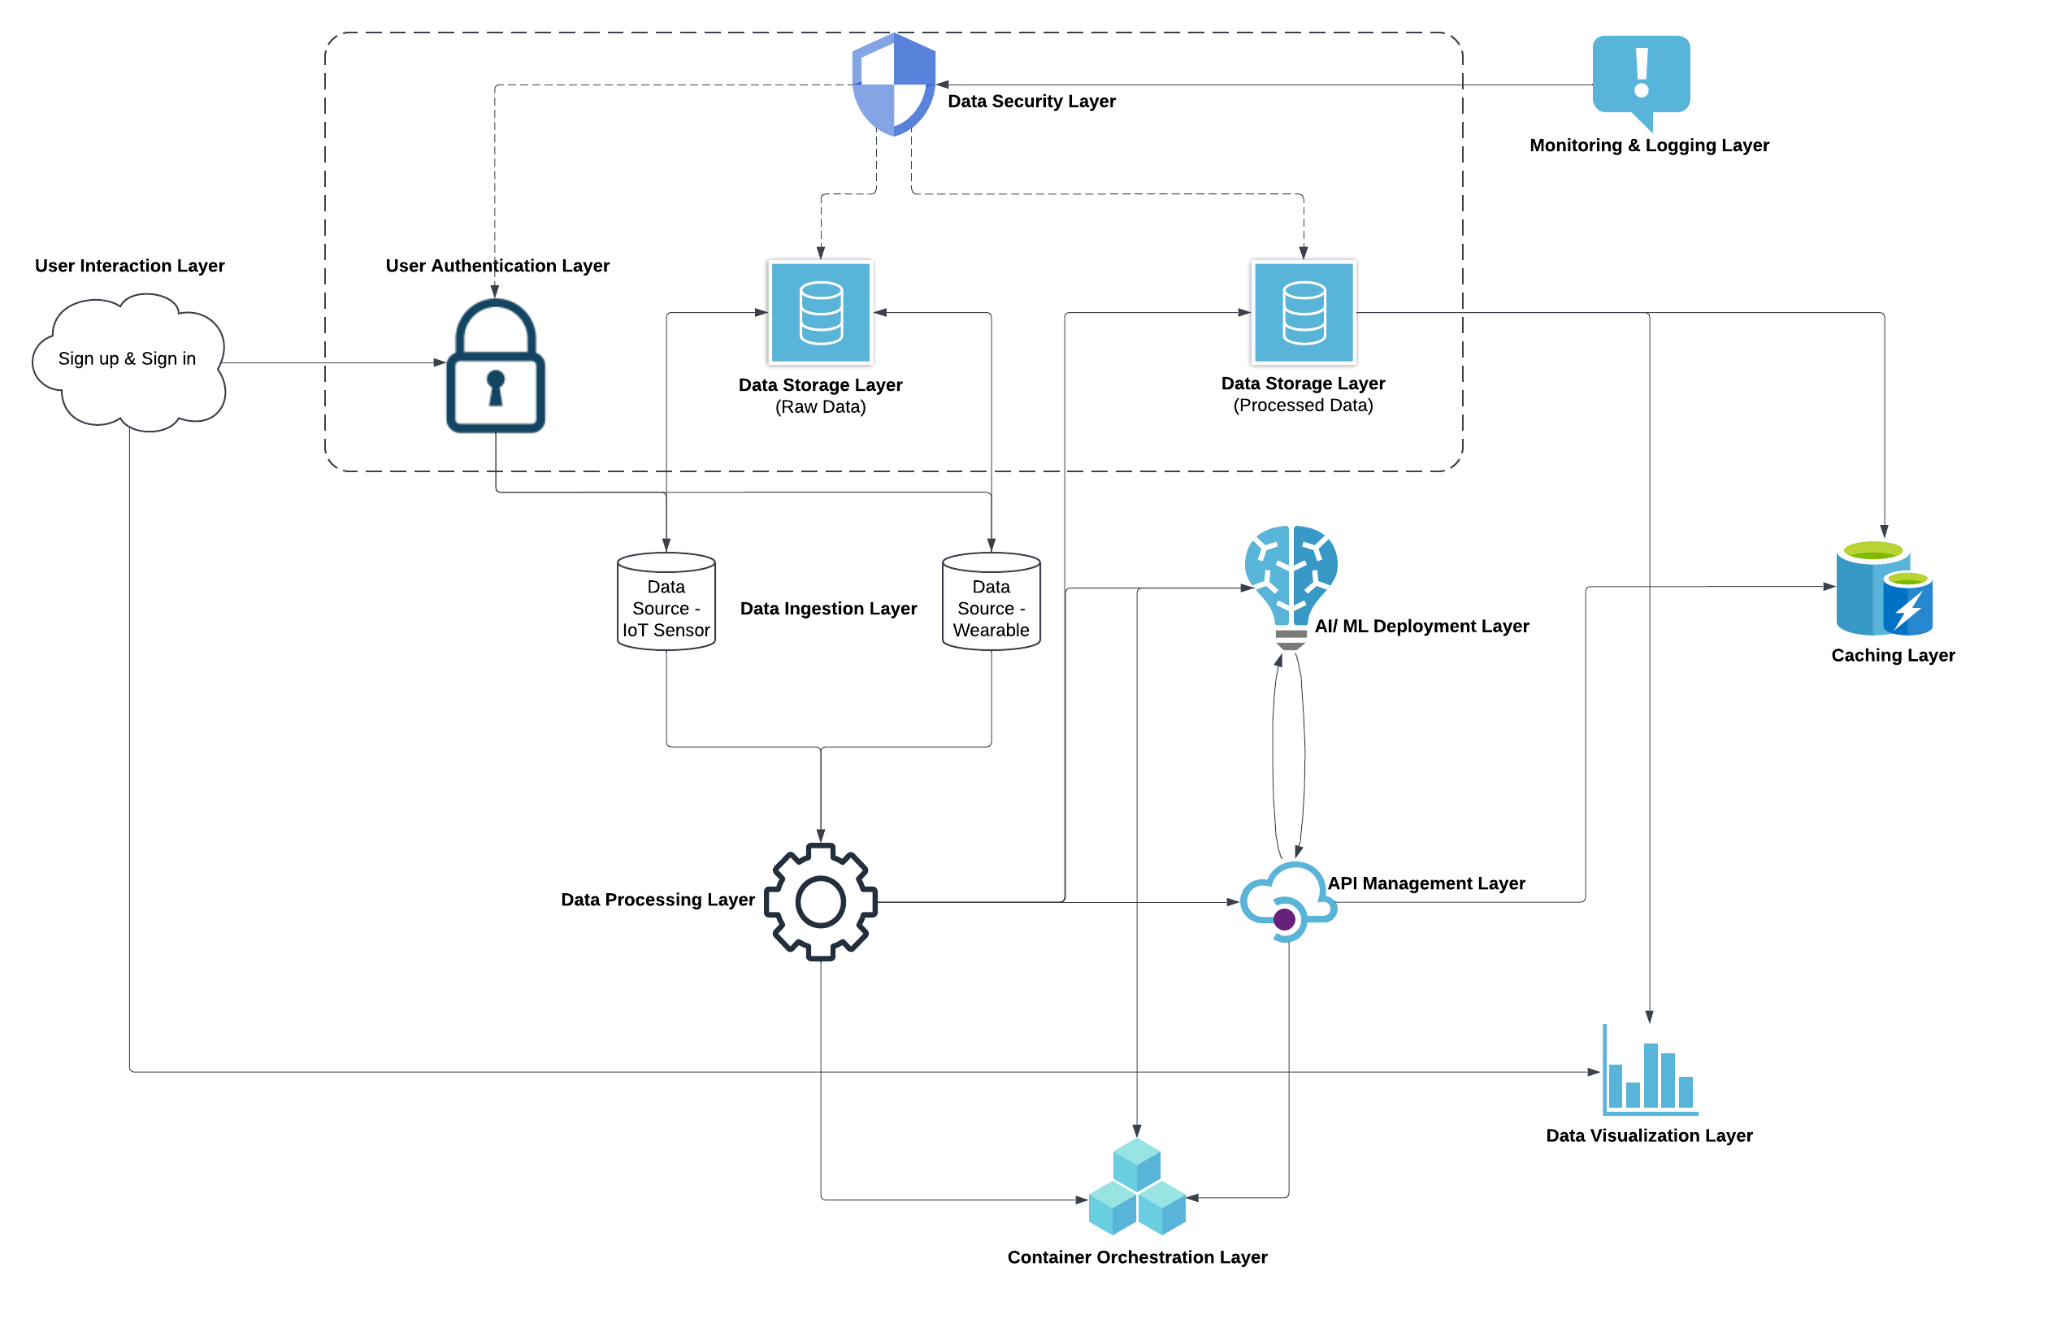 Data Security Layer
Monitoring & Logging Layer
User Interaction Layer
User Authentication Layer
Sign up & Sign in
Data Storage Layer
(Raw Data)
Data Storage Layer
(Processed Data)
Data
Source -
IoT Sensor
Data Ingestion Layer
Data
Source -
Wearable
AI/ ML Deployment Layer
Caching Layer
Data Processing Layer
API Management Layer
Data Visualization Layer
Container Orchestration Layer